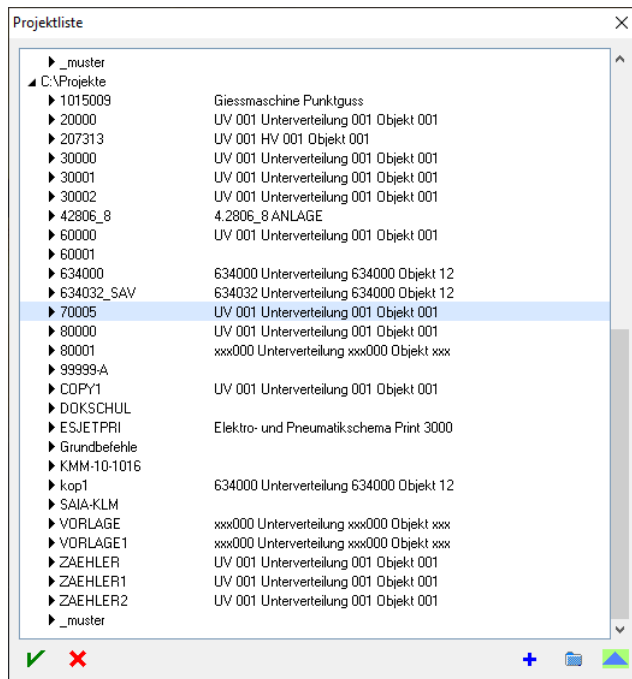 Projektliste
_muster
C:\Projekte
1015009 Giessmaschine Punktguss
20000 UV 001 Unterverteilung 001 Objekt 001
207313 UV 001 HV 001 Objekt 001
30000 UV 001 Unterverteilung 001 Objekt 001
30001 UV 001 Unterverteilung 001 Objekt 001
30002 UV 001 Unterverteilung 001 Objekt 001
42806_8 4.2806_8 ANLAGE
60000 UV 001 Unterverteilung 001 Objekt 001
60001
634000 634000 Unterverteilung 634000 Objekt 12
634032_SAV 634032 Unterverteilung 634000 Objekt 12
70005 UV 001 Unterverteilung 001 Objekt 001
80000 UV 001 Unterverteilung 001 Objekt 001
80001 xxx000 Unterverteilung xxx000 Objekt xxx
99999-A
COPY1 UV 001 Unterverteilung 001 Objekt 001
DOKSCHUL
ESJETPRI Elektro- und Pneumatikschema Print 3000
Grundbefehle
KMM-10-1016
kop1 634000 Unterverteilung 634000 Objekt 12
SAIA-KLM
VORLAGE xxx000 Unterverteilung xxx000 Objekt xxx
VORLAGE1 xxx000 Unterverteilung xxx000 Objekt xxx
ZAEHLER UV 001 Unterverteilung 001 Objekt 001
ZAEHLER1 UV 001 Unterverteilung 001 Objekt 001
ZAEHLER2 UV 001 Unterverteilung 001 Objekt 001
_muster